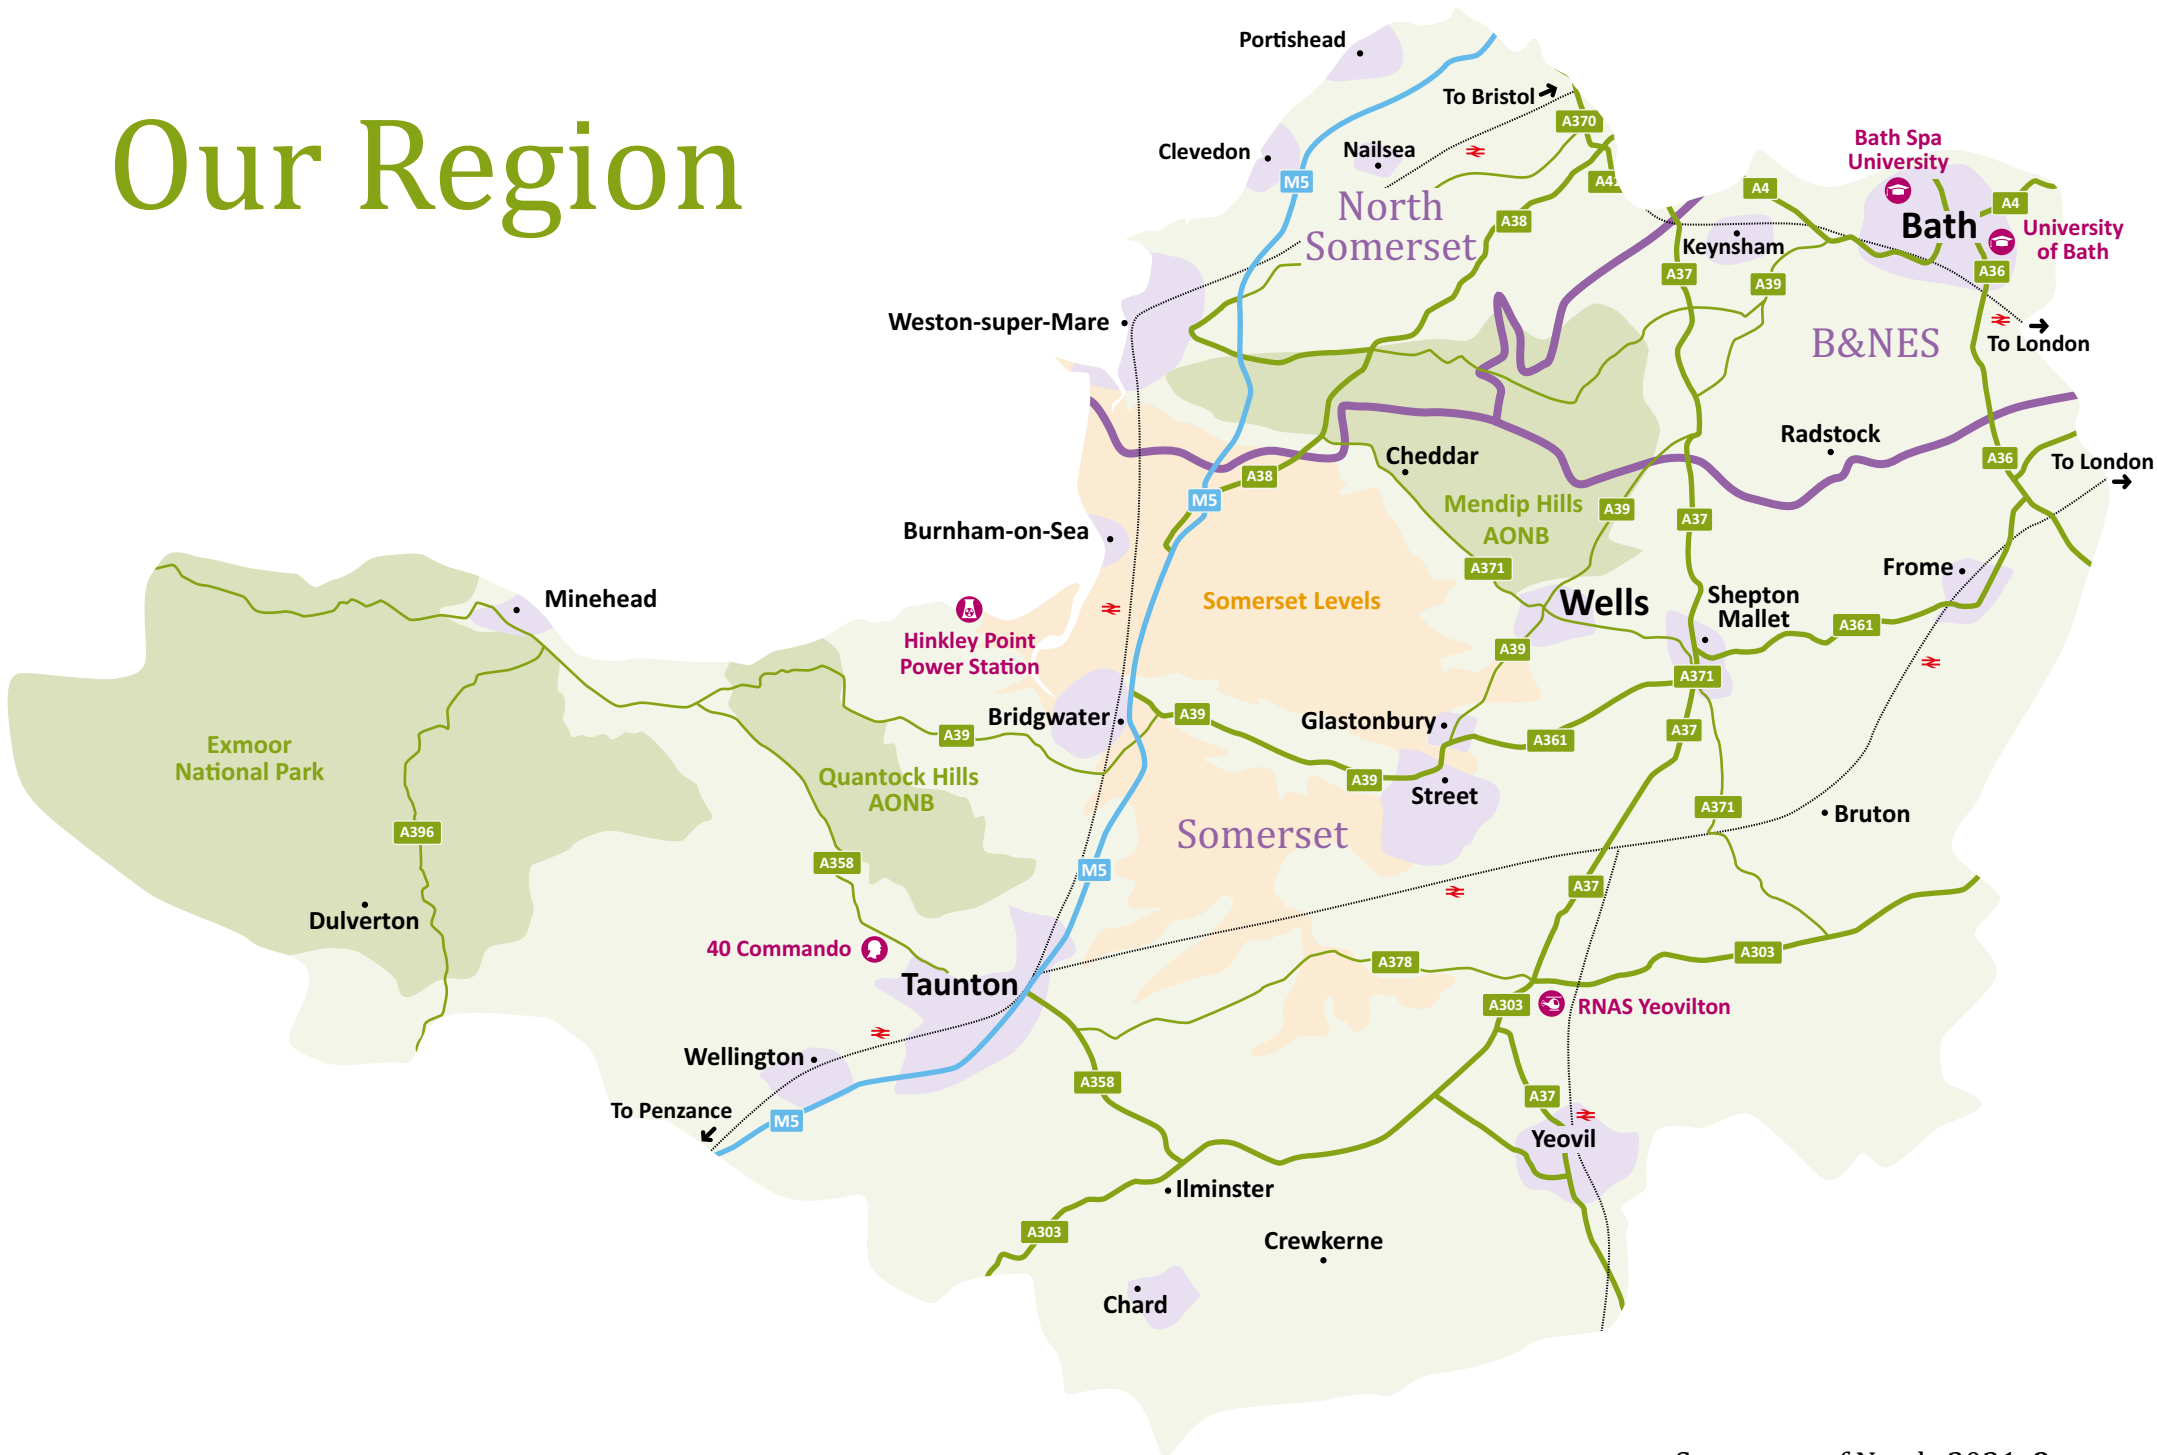 Our Region
Portishead
To Bristol
A370
Clevedon
Nailsea
M5
A41
North
Somerset
A38
Bath Spa
University
A4
A4
Bath
University
of Bath
Keynsham
A37
A39
A36
Weston-super-Mare
B&NES
To London
Radstock
Cheddar
A38
M5
A36
To London
Mendip Hills
AONB
A39
A37
Burnham-on-Sea
A371
Frome
Minehead
Somerset Levels
Wells
Shepton
Mallet
A361
Hinkley Point
Power Station
A39
A371
Bridgwater
A39
Glastonbury
A37
A39
A361
Exmoor
National Park
Quantock Hills
AONB
A39
Street
A371
Bruton
A396
Somerset
A358
M5
A37
Dulverton
40 Commando
A378
A303
Taunton
A303
RNAS Yeovilton
Wellington
A358
A37
To Penzance
M5
Yeovil
Ilminster
A303
Crewkerne
Chard